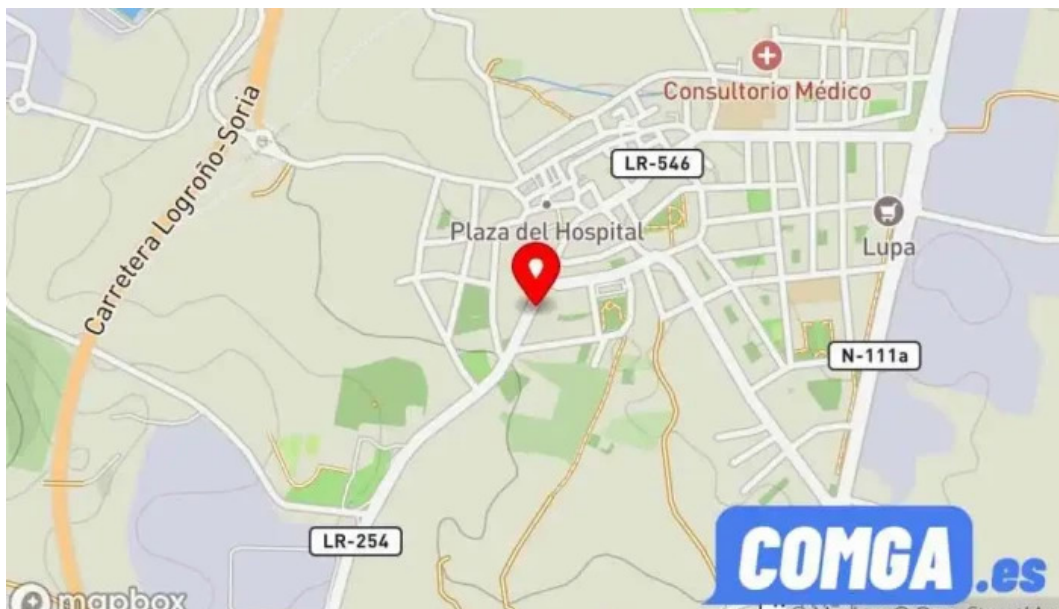 Consultorio Médico
Carretera Logroño-Soria
LR-546
Plaza del Hospital
Lupa
N-111a
LR-254
COMGA.es
mapbox